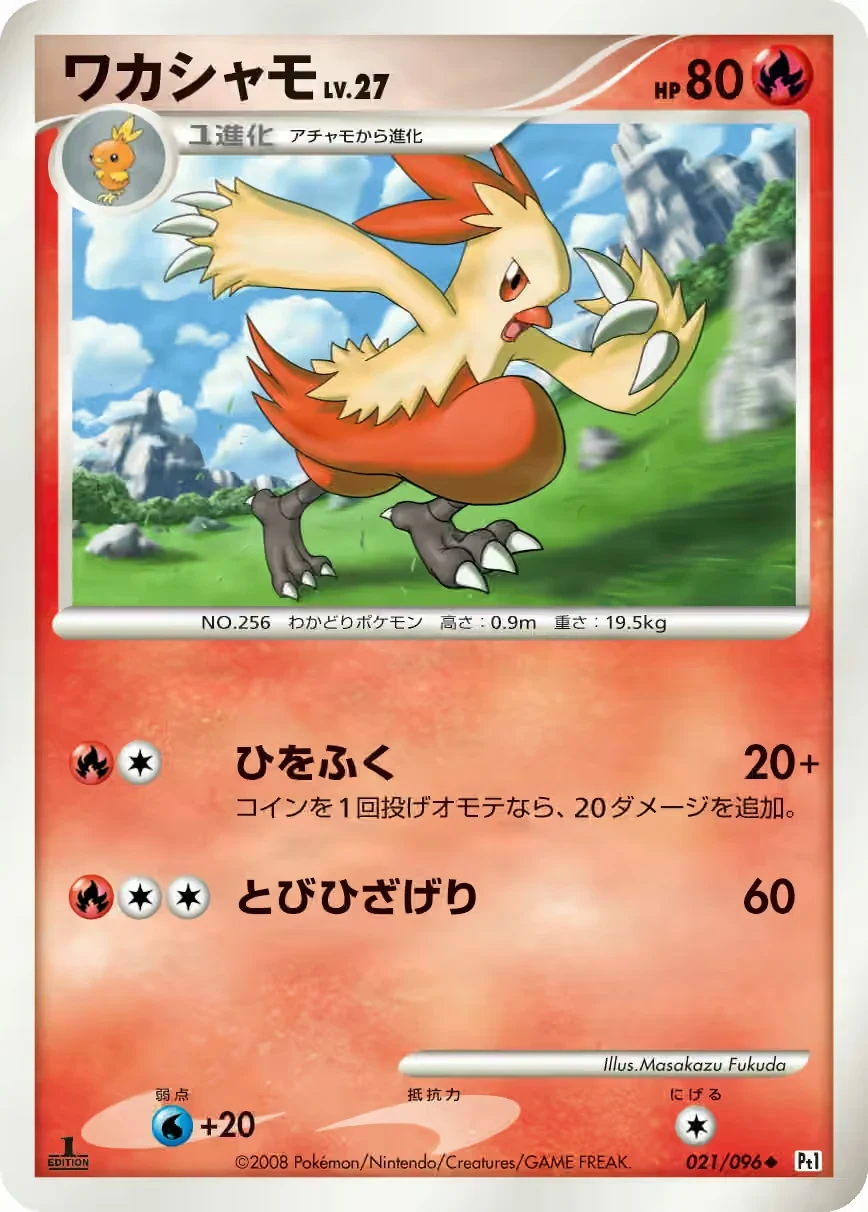 ワカシャモ LV.27 HP 80
1進化 アチャモから進化
NO.256 わかどりポケモン 高さ：0.9m 重さ：19.5kg
ひをふく 20+
コインを1回投げオモテなら、20ダメージを追加。
とびひざげり 60
Illus.Masakazu Fukuda
弱点 抵抗力 にげる
+20
1 EDITION
©2008 Pokémon/Nintendo/Creatures/GAME FREAK. 021/096 Pt1